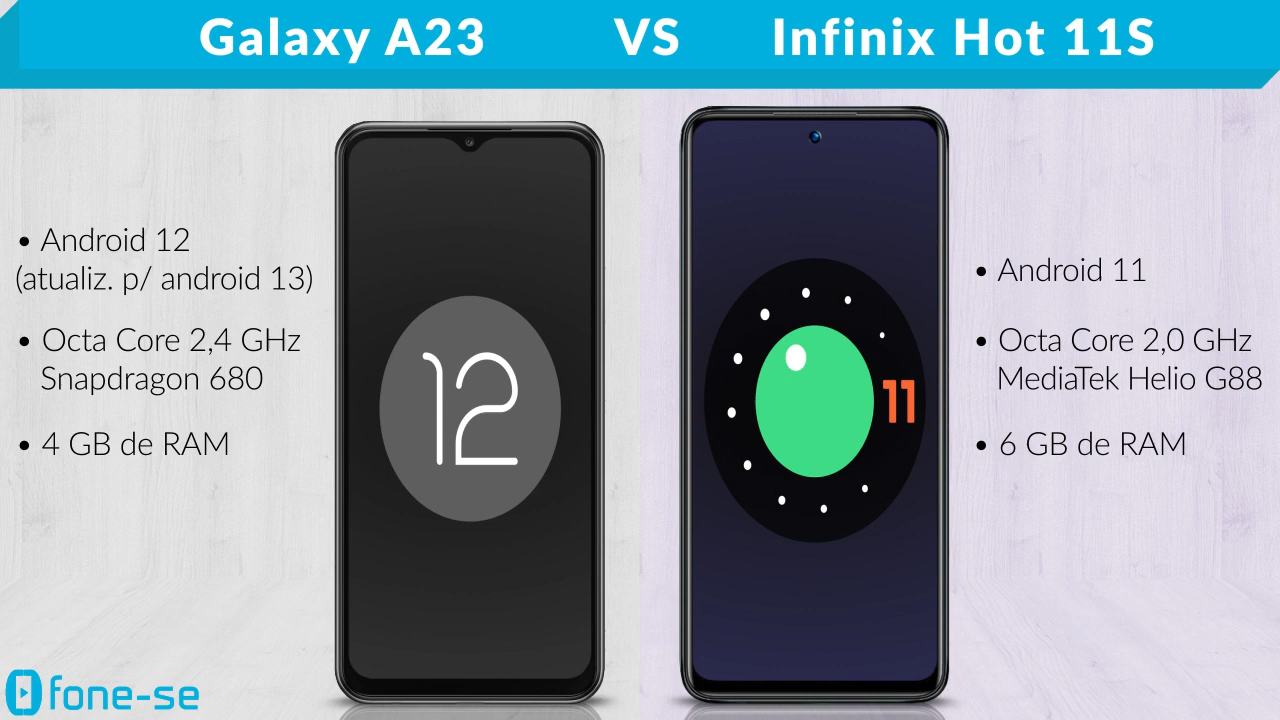 Galaxy A23 VS Infinix Hot 11S
• Android 12
(atualiz. p/ android 13)
• Octa Core 2,4 GHz
Snapdragon 680
• 4 GB de RAM
12
11
• Android 11
• Octa Core 2,0 GHz
MediaTek Helio G88
• 6 GB de RAM
fone-se